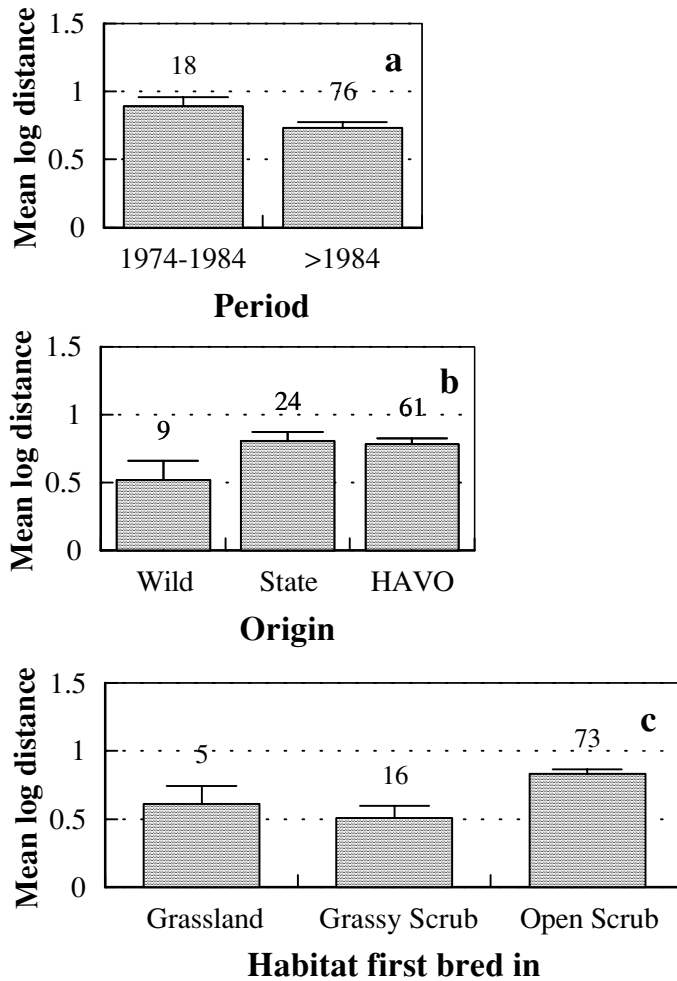 1.5
a
18
76
1
0.5
0
Mean log distance
1974-1984 >1984
Period
1.5
b
24
61
9
1
0.5
0
Mean log distance
Wild State HAVO
Origin
1.5
c
73
5
16
1
0.5
0
Mean log distance
Grassland Grassy Scrub Open Scrub
Habitat first bred in